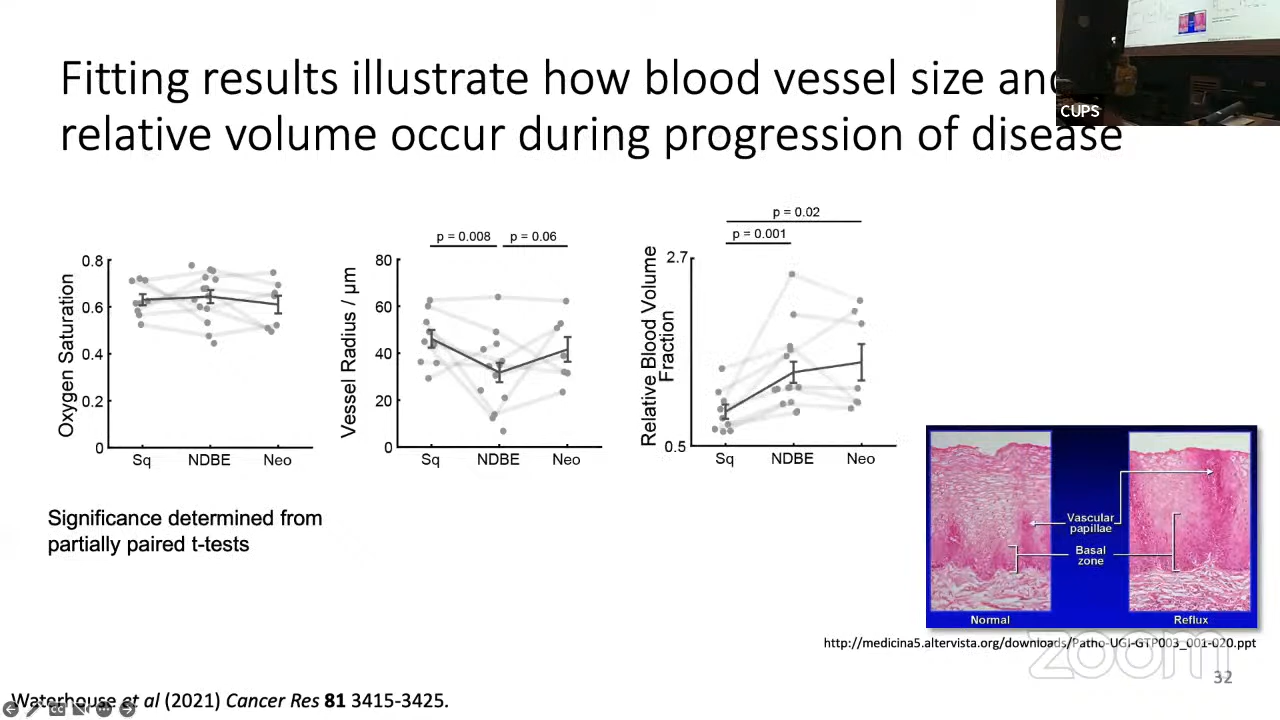 Fitting results illustrate how blood vessel size and
relative volume occur during progression of disease
CUPS
Oxygen Saturation
0.8
0.6
0.4
0.2
0
Sq NDBE Neo
Vessel Radius / μm
p = 0.008 p = 0.06
80
60
40
20
0
Sq NDBE Neo
Relative Blood Volume
Fraction
p = 0.02
p = 0.001
2.7
0.5
Sq NDBE Neo
Significance determined from
partially paired t-tests
Vascular
papillae
Basal
zone
Normal
Reflux
http://medicina5.altervista.org/downloads/Patho-UGI-GTP003_001-020.ppt
zoom
32
Waterhouse et al (2021) Cancer Res 81 3415-3425.